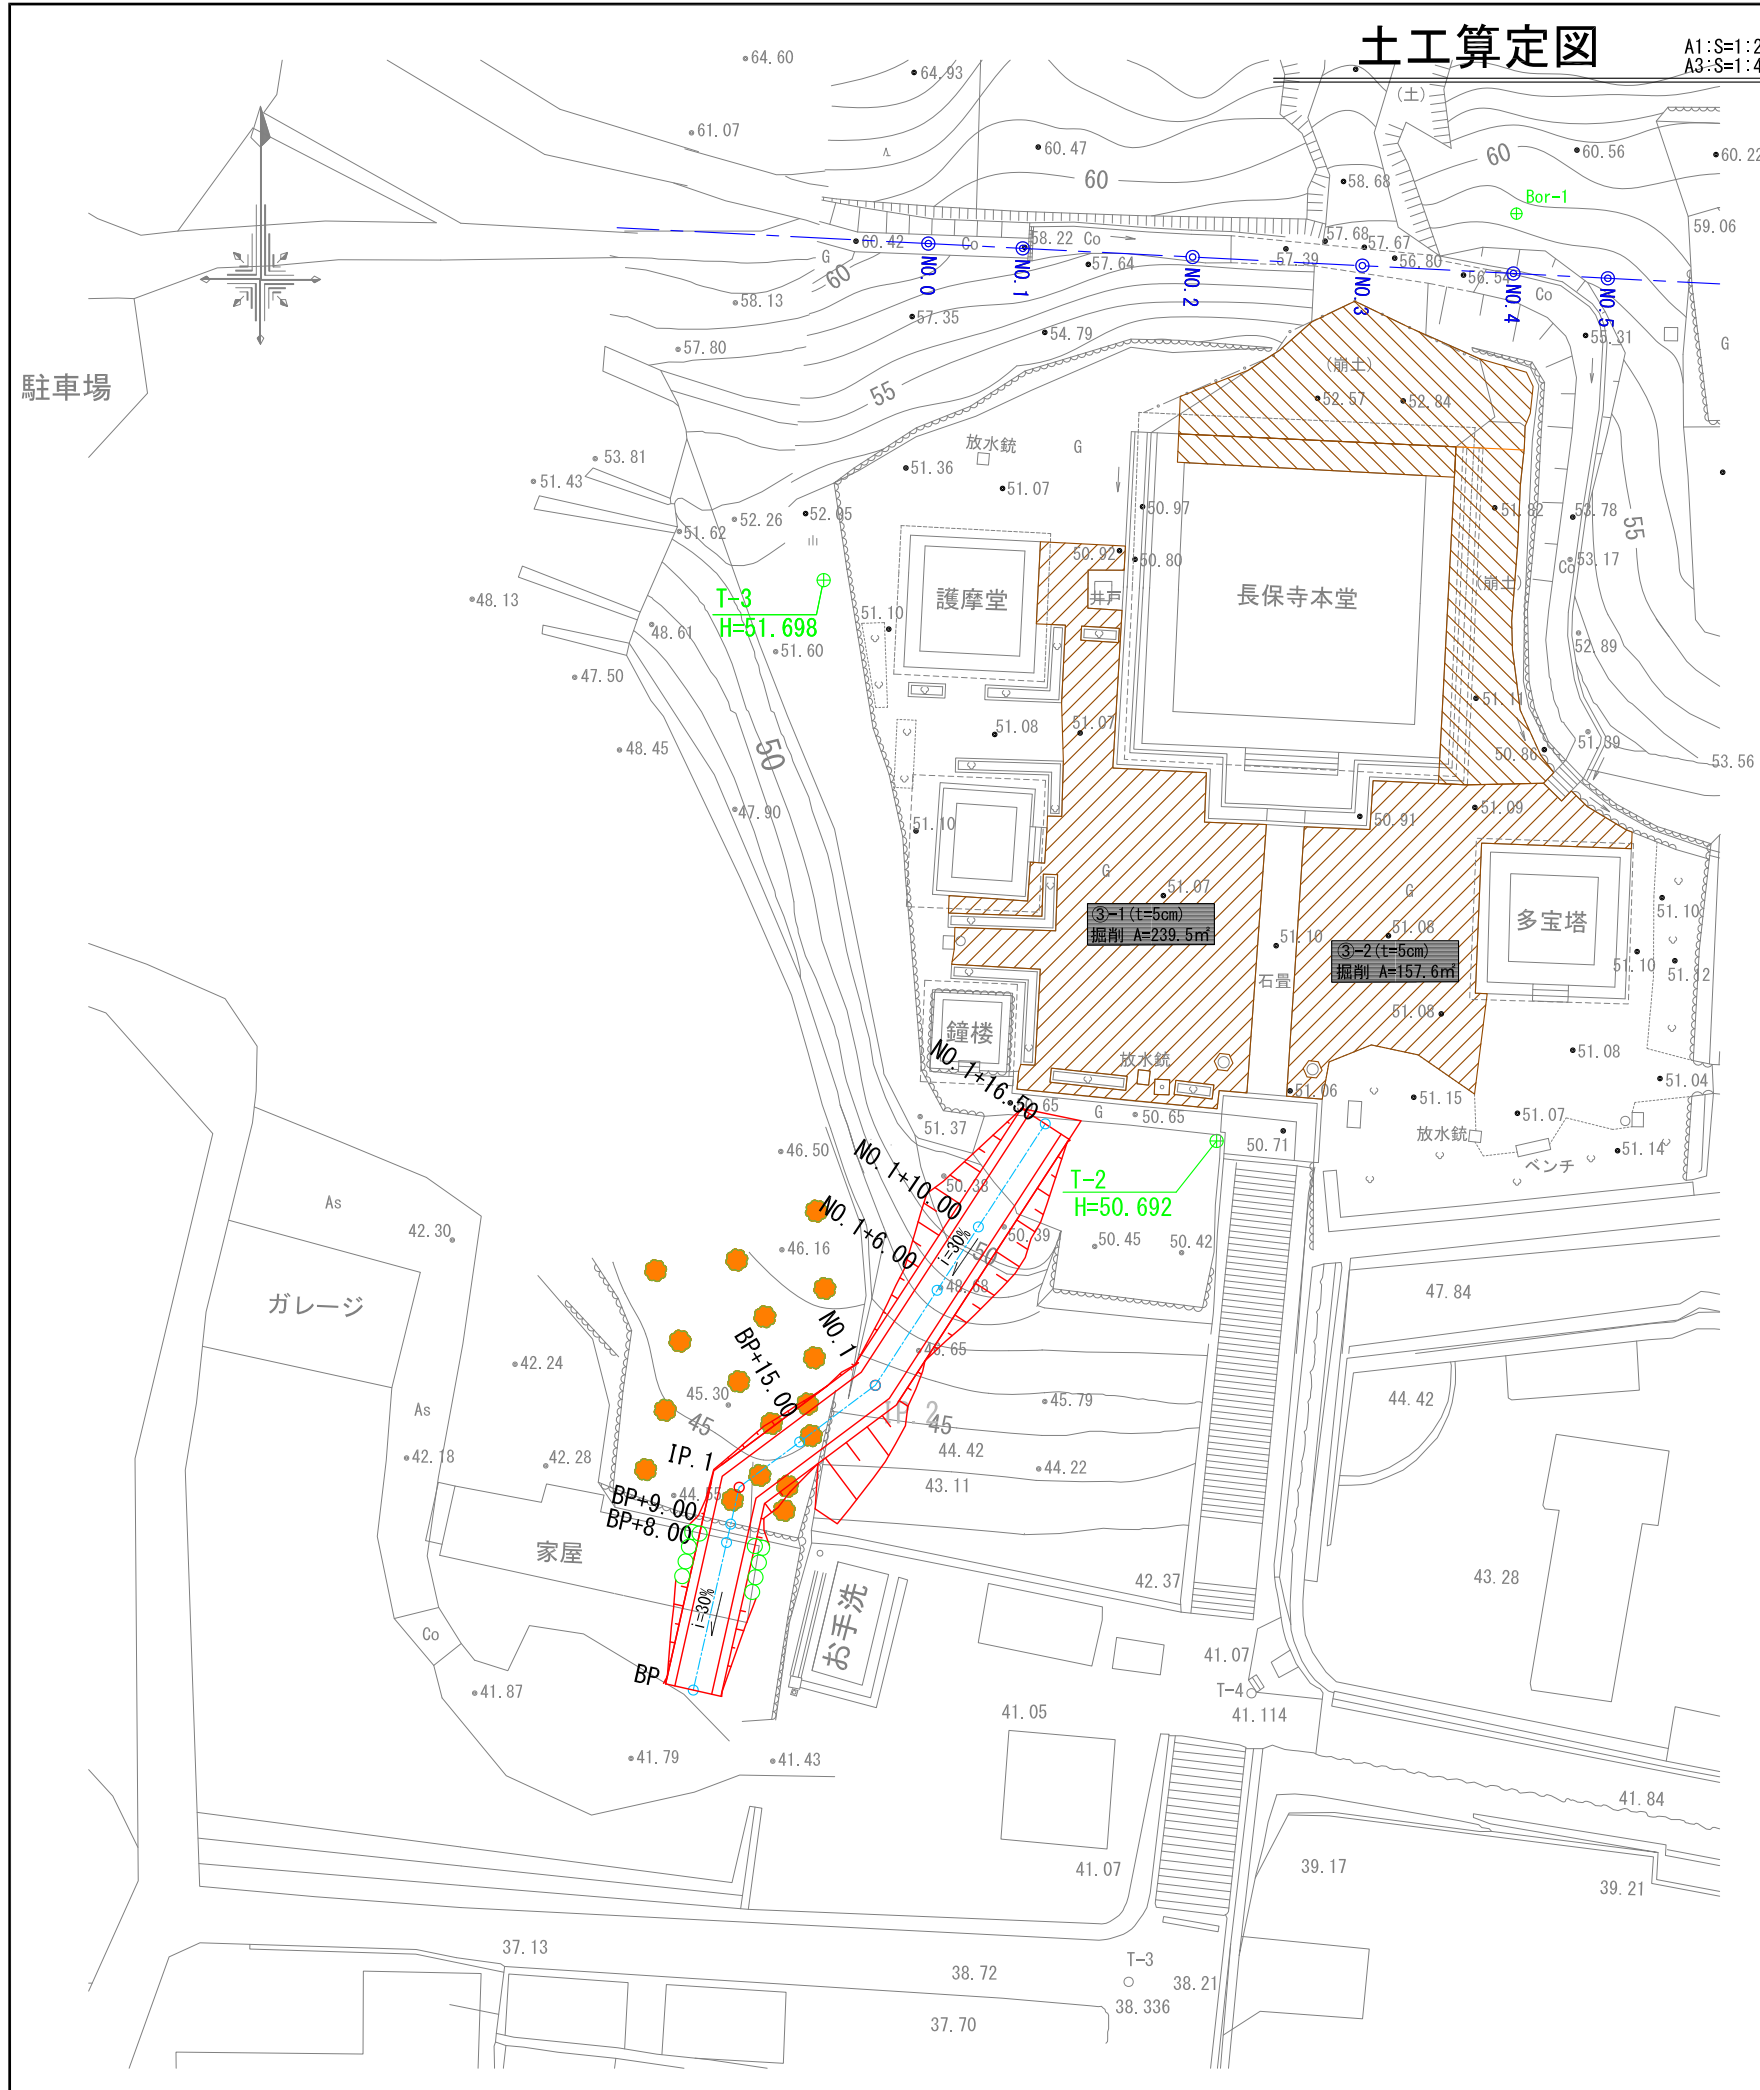 土工算定図
A1:S=1:2
A3:S=1:4
64.60
64.93
(土)
61.07
60.47
60
60
60.56
60.22
58.68
Bor-1
59.06
60.42
Co
58.22
Co
57.68
57.67
G
57.64
57.39
56.80
56.54
Co
NO.0
NO.1
NO.2
NO.3
NO.4
NO.5
60
58.13
57.35
54.79
55.31
G
57.80
(崩土)
駐車場
55
52.57
52.84
放水銃
G
53.81
51.36
51.43
51.07
50.97
51.82
53.78
55
52.26
52.05
51.62
50.92
50.80
53.17
Co
T-3
H=51.698
護摩堂
井戸
長保寺本堂
(崩土)
48.13
51.10
48.61
51.60
52.89
47.50
51.11
51.08
51.07
51.39
48.45
50
50.86
53.56
47.90
51.10
50.91
51.09
G
51.07
G
③-1(t=5cm)
掘削 A=239.5㎡
51.08
多宝塔
51.10
51.10
③-2(t=5cm)
掘削 A=157.6㎡
51.10
51.12
石畳
51.08
鐘楼
NO.1+16.50
放水銃
51.08
51.06
51.04
65
G
50.65
51.15
51.07
51.37
50.71
放水銃
51.14
46.50
NO.1+10.00
ベンチ
50.38
T-2
H=50.692
As
42.30
NO.1+6.00
46.16
i=30%
50
50.39
50.45
50.42
48.68
47.84
ガレージ
NO.1
BP+15.00
42.24
45.65
45.30
45.79
44.42
As
45
IP.2
45
44.42
42.18
42.28
IP.1
44.22
43.11
44.55
BP+9.00
BP+8.00
家屋
42.37
43.28
i=30%
お手洗
Co
BP
41.07
41.87
T-4
41.114
41.05
41.79
41.43
41.84
41.07
39.17
39.21
37.13
38.72
T-3
38.21
38.336
37.70